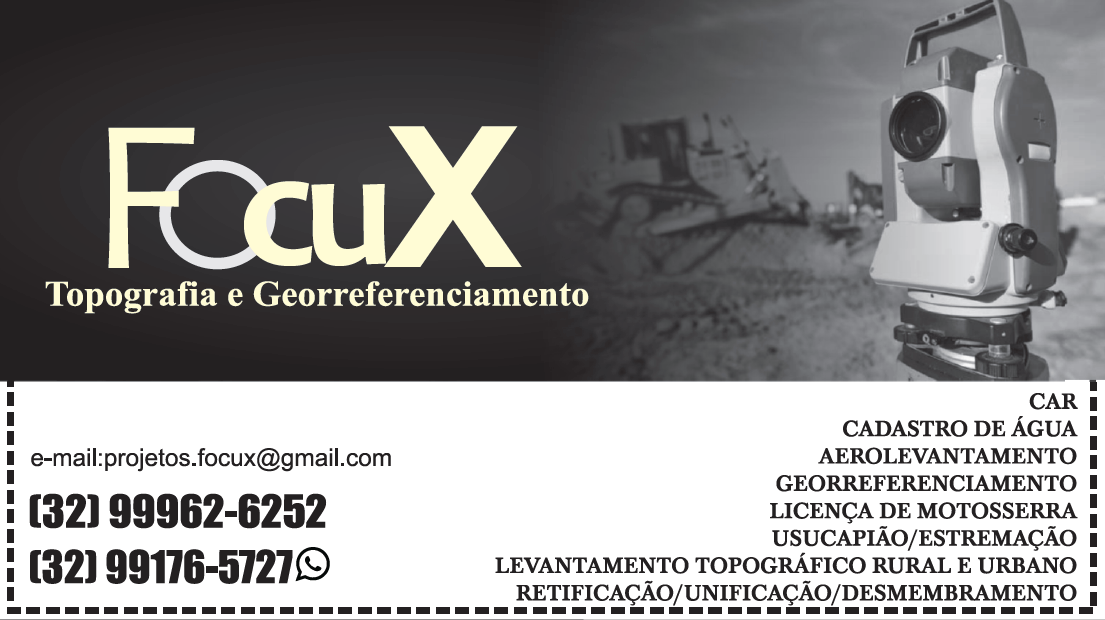 FocuX
Topografia e Georreferenciamento
e-mail:projetos.focux@gmail.com
(32) 99962-6252
(32) 99176-5727
CAR
CADASTRO DE ÁGUA
AEROLEVANTAMENTO
GEORREFERENCIAMENTO
LICENÇA DE MOTOSSERRA
USUCAPIÃO/ESTREMAÇÃO
LEVANTAMENTO TOPOGRÁFICO RURAL E URBANO
RETIFICAÇÃO/UNIFICAÇÃO/DESMEMBRAMENTO